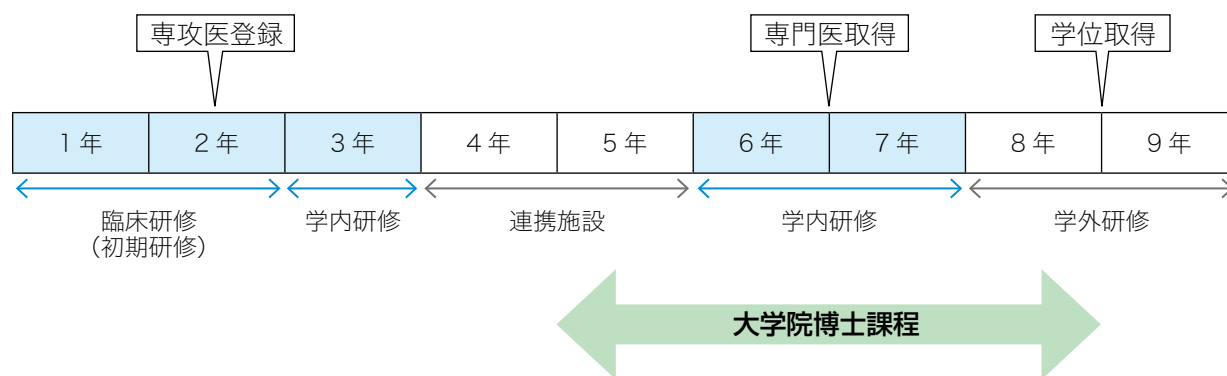 専攻医登録
専門医取得
学位取得
1年
2年
3年
4年
5年
6年
7年
8年
9年
臨床研修
（初期研修）
学内研修
連携施設
学内研修
学外研修
大学院博士課程